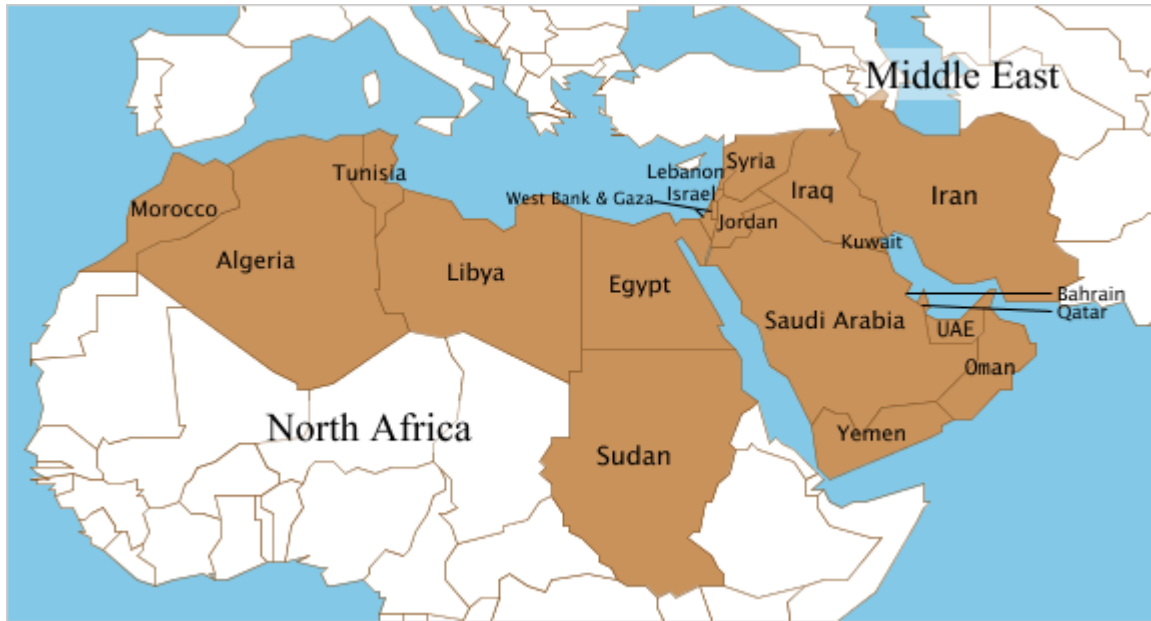 Middle East
Tunisia
Syria
Lebanon
Israel
West Bank & Gaza
Iraq
Iran
Morocco
Jordan
Kuwait
Algeria
Libya
Egypt
Bahrain
Qatar
Saudi Arabia
UAE
Oman
North Africa
Yemen
Sudan